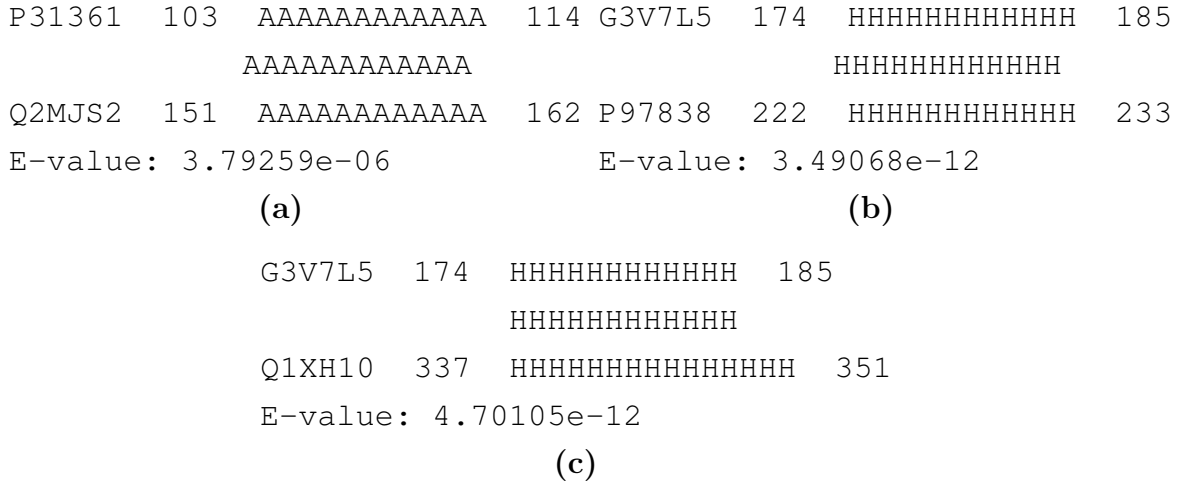 P31361 103 AAAAAAAAAAAA 114
AAAAAAAAAAAA
Q2MJS2 151 AAAAAAAAAAAA 162
E-value: 3.79259e-06
(a)
G3V7L5 174 HHHHHHHHHHHH 185
HHHHHHHHHHHH
P97838 222 HHHHHHHHHHHH 233
E-value: 3.49068e-12
(b)
G3V7L5 174 HHHHHHHHHHHH 185
HHHHHHHHHHHH
Q1XH10 337 HHHHHHHHHHHHHHH 351
E-value: 4.70105e-12
(c)